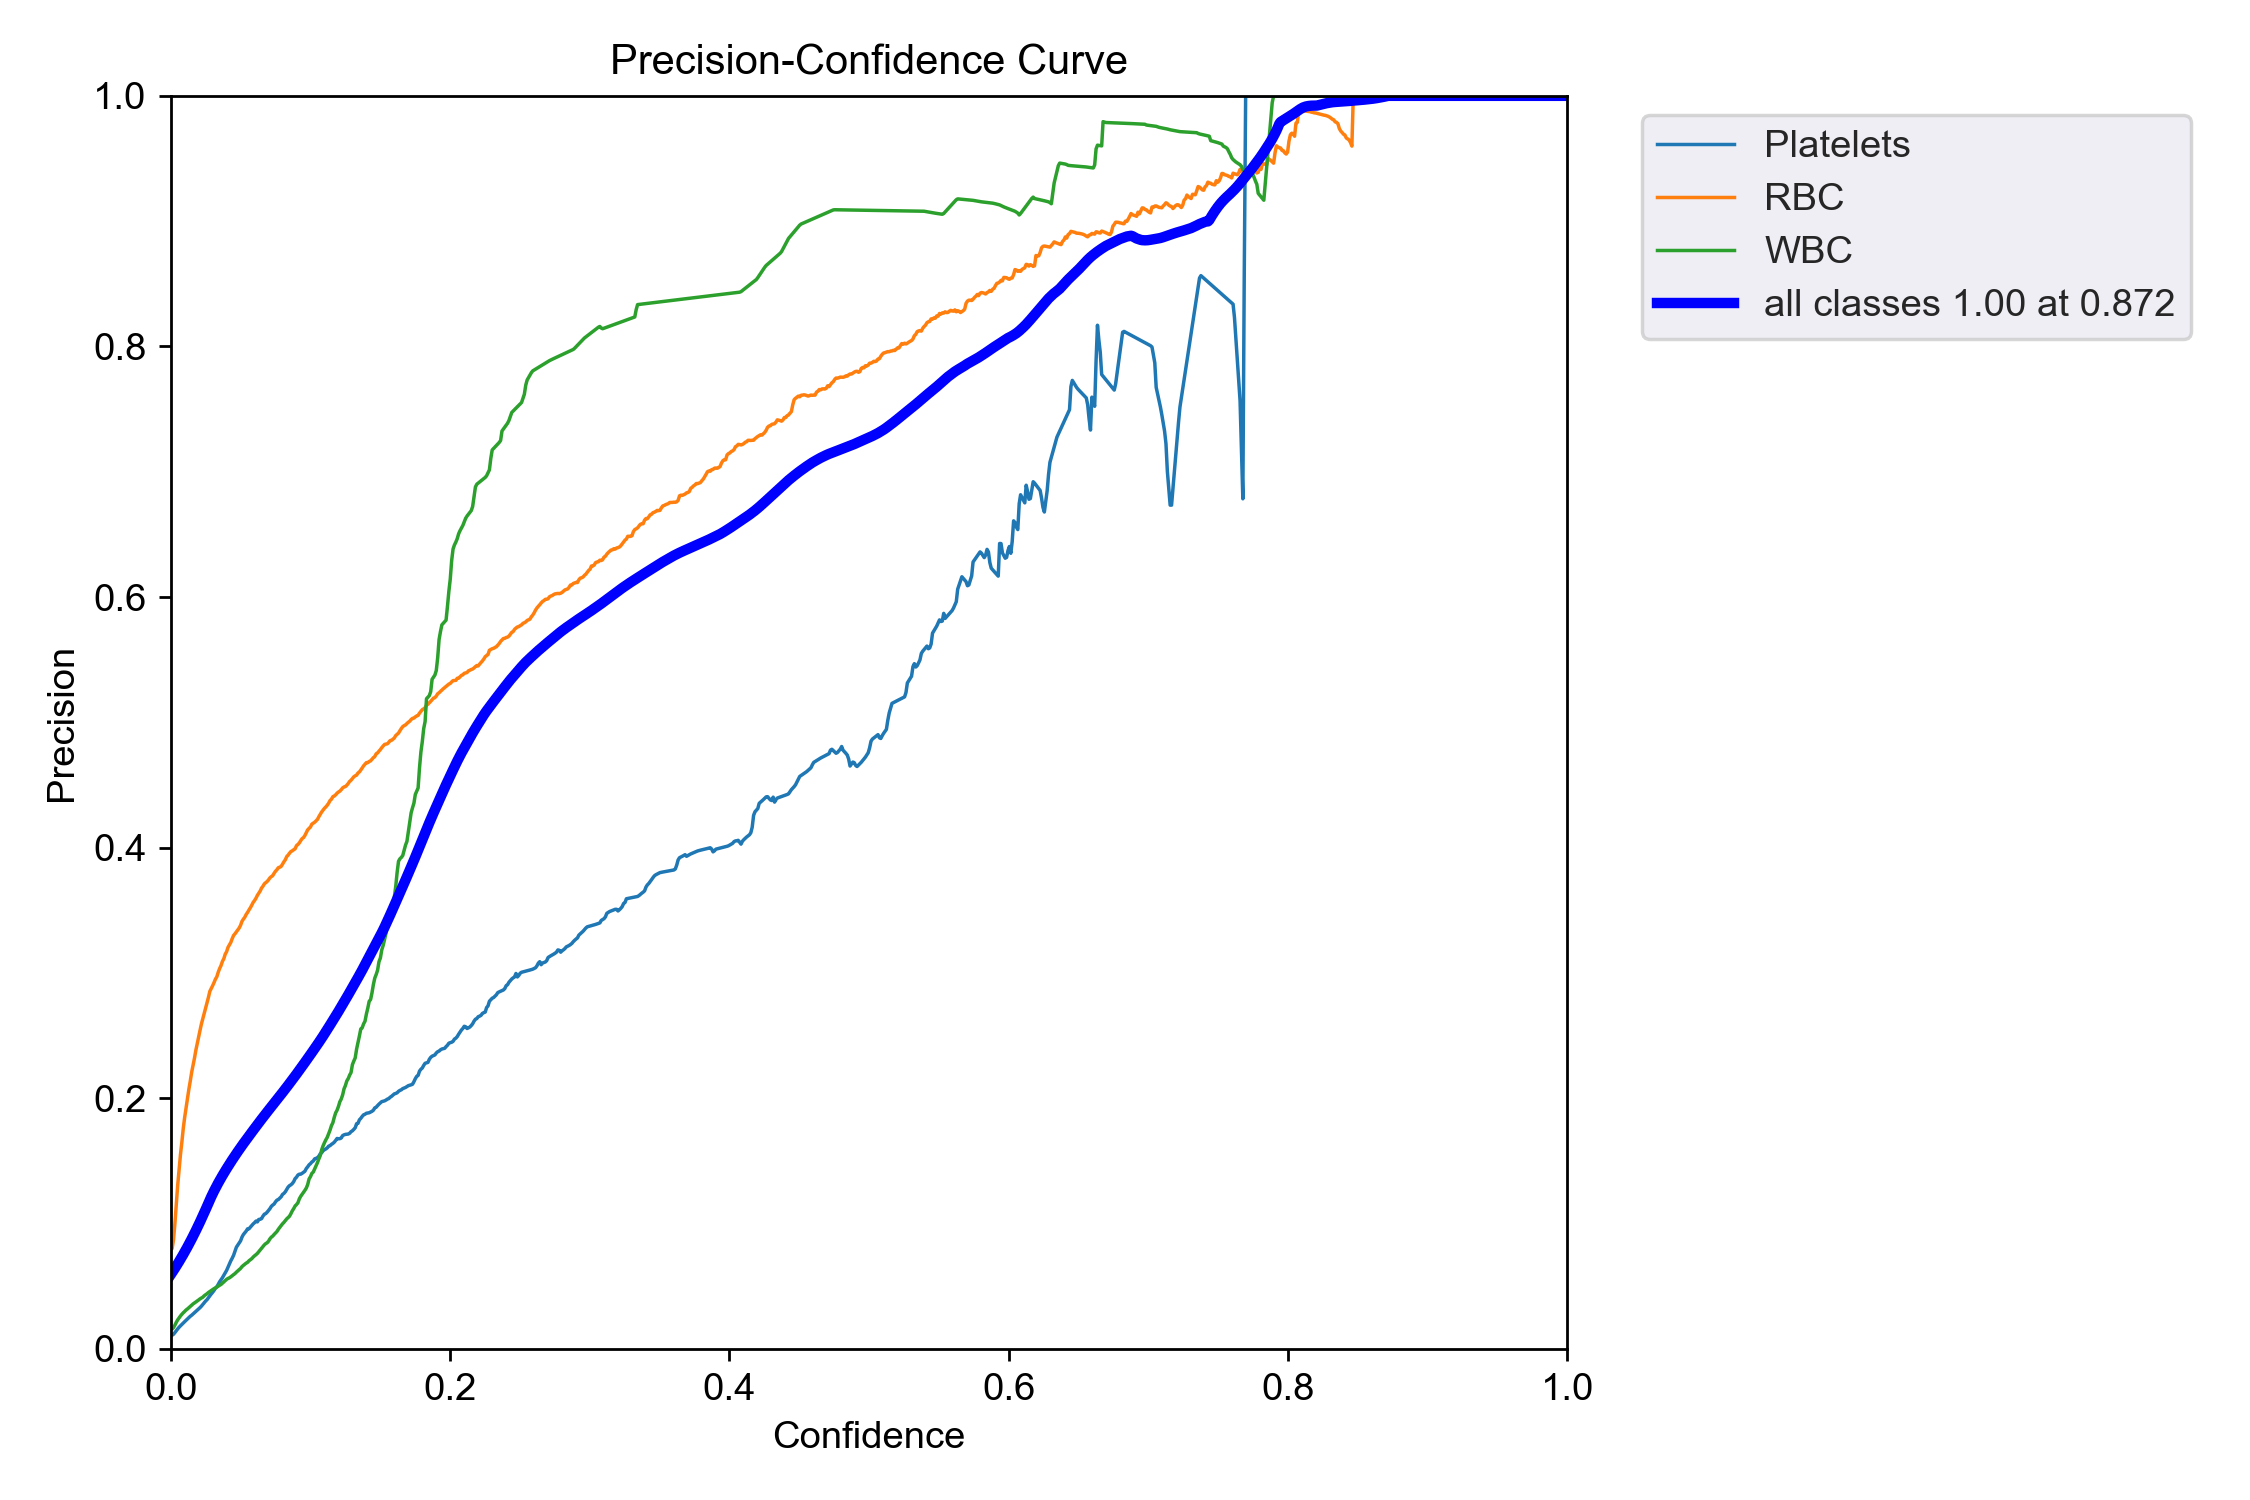 Precision-Confidence Curve
1.0
0.8
0.6
0.4
0.2
0.0
Precision
0.0 0.2 0.4 0.6 0.8 1.0
Confidence
Platelets
RBC
WBC
all classes 1.00 at 0.872